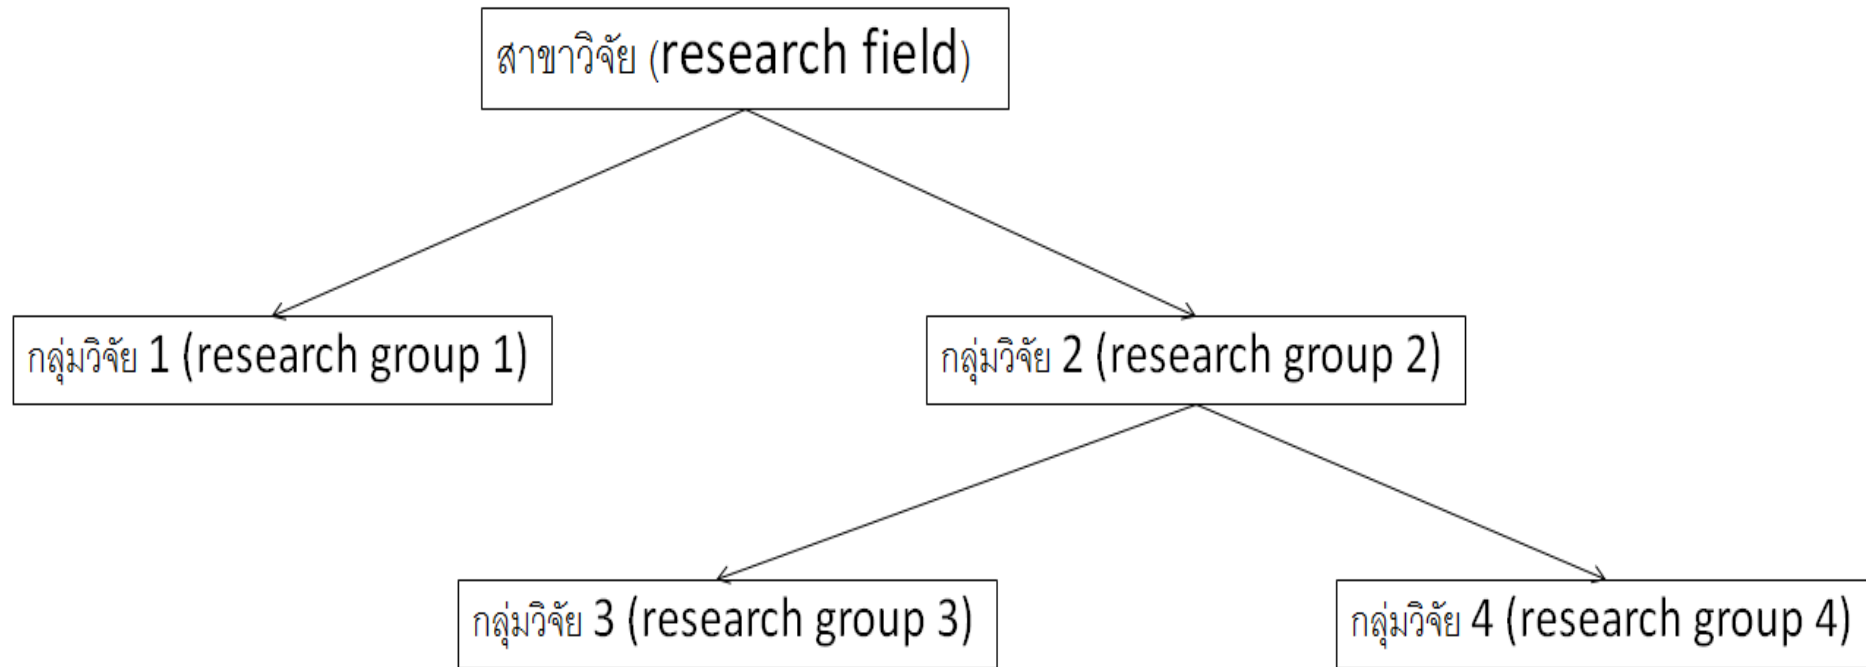 สาขาวิจัย (research field)
กลุ่มวิจัย 1 (research group 1)
กลุ่มวิจัย 2 (research group 2)
กลุ่มวิจัย 3 (research group 3)
กลุ่มวิจัย 4 (research group 4)